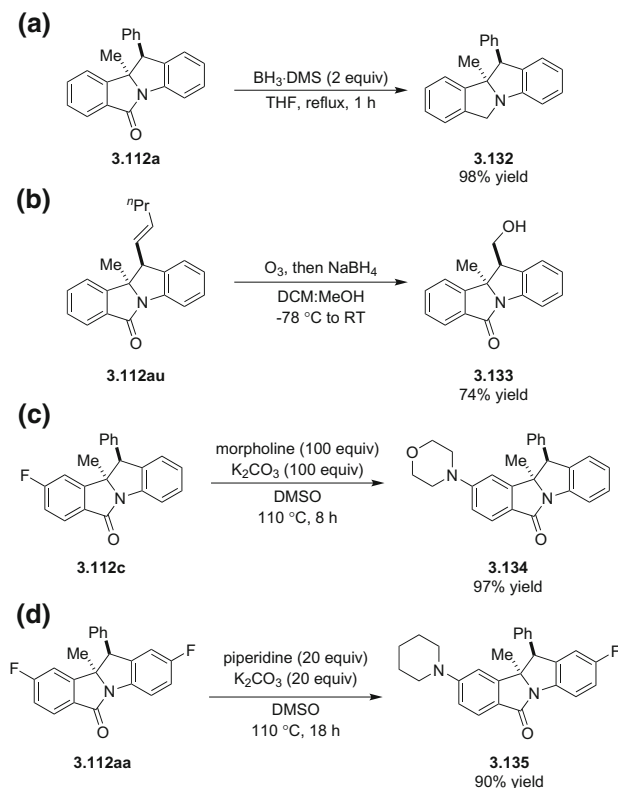 (a)
Ph
Me
N
O
3.112a
BH₃·DMS (2 equiv)
THF, reflux, 1 h
Ph
Me
N
3.132
98% yield
(b)
ⁿPr
Me
N
O
3.112au
O₃, then NaBH₄
DCM:MeOH
-78 °C to RT
OH
Me
N
O
3.133
74% yield
(c)
Ph
F
Me
N
O
3.112c
morpholine (100 equiv)
K₂CO₃ (100 equiv)
DMSO
110 °C, 8 h
O
N
Ph
Me
N
O
3.134
97% yield
(d)
Ph
F
Me
F
N
O
3.112aa
piperidine (20 equiv)
K₂CO₃ (20 equiv)
DMSO
110 °C, 18 h
N
Ph
Me
F
N
O
3.135
90% yield